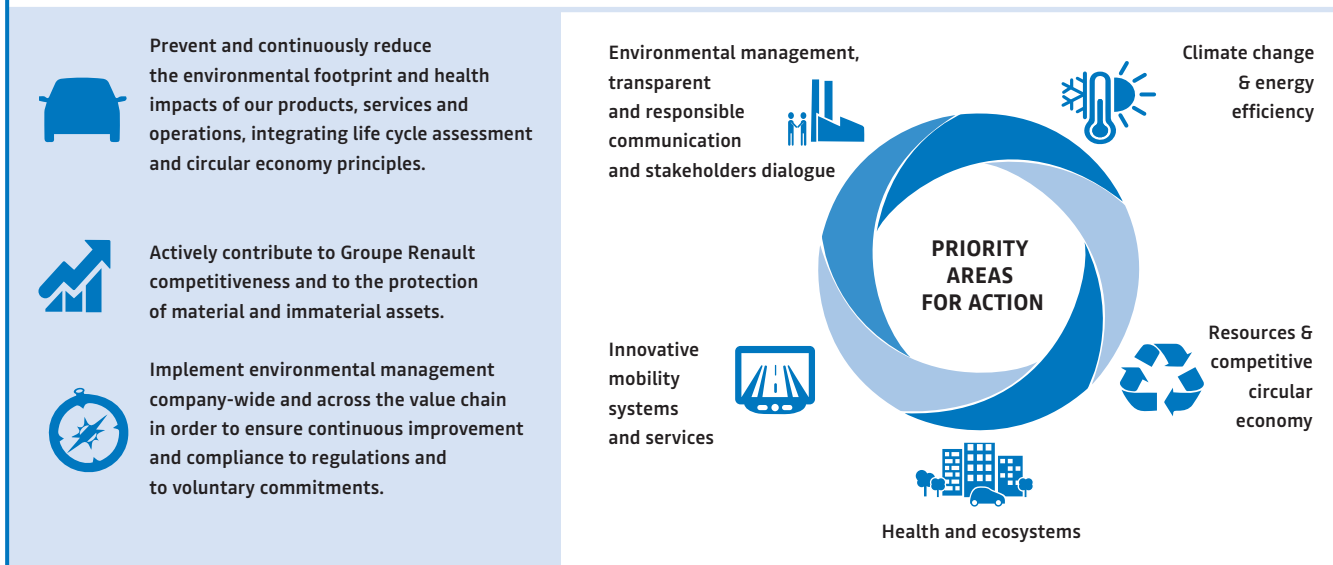 Prevent and continuously reduce
the environmental footprint and health
impacts of our products, services and
operations, integrating life cycle assessment
and circular economy principles.
Actively contribute to Groupe Renault
competitiveness and to the protection
of material and immaterial assets.
Implement environmental management
company-wide and across the value chain
in order to ensure continuous improvement
and compliance to regulations and
to voluntary commitments.
Environmental management,
transparent
and responsible
communication
and stakeholders dialogue
Climate change
& energy
efficiency
PRIORITY
AREAS
FOR ACTION
Innovative
mobility
systems
and services
Resources &
competitive
circular
economy
Health and ecosystems